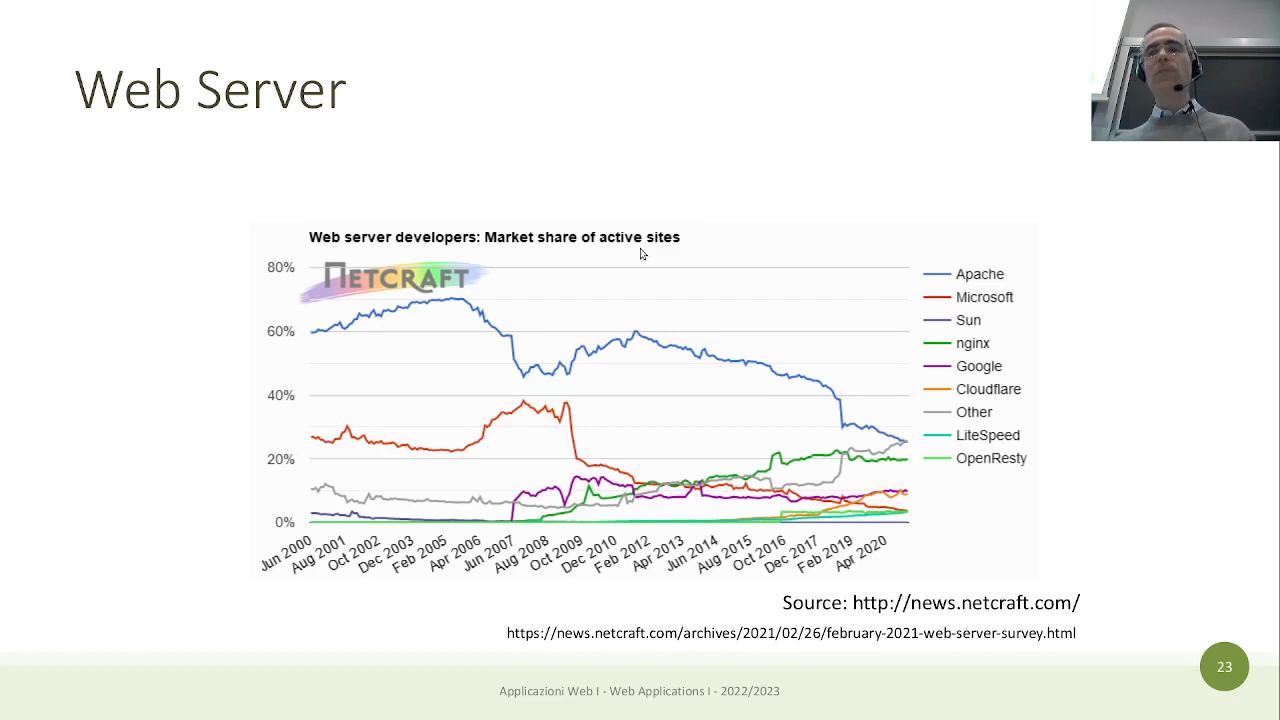 Web Server
Web server developers: Market share of active sites
NETCRAFT
80%
60%
40%
20%
0%
Jun 2000
Aug 2001
Oct 2002
Dec 2003
Feb 2005
Apr 2006
Jun 2007
Aug 2008
Oct 2009
Dec 2010
Feb 2012
Apr 2013
Jun 2014
Aug 2015
Oct 2016
Dec 2017
Feb 2019
Apr 2020
Apache
Microsoft
Sun
nginx
Google
Cloudflare
Other
LiteSpeed
OpenResty
Source: http://news.netcraft.com/
https://news.netcraft.com/archives/2021/02/26/february-2021-web-server-survey.html
23
Applicazioni Web I - Web Applications I - 2022/2023